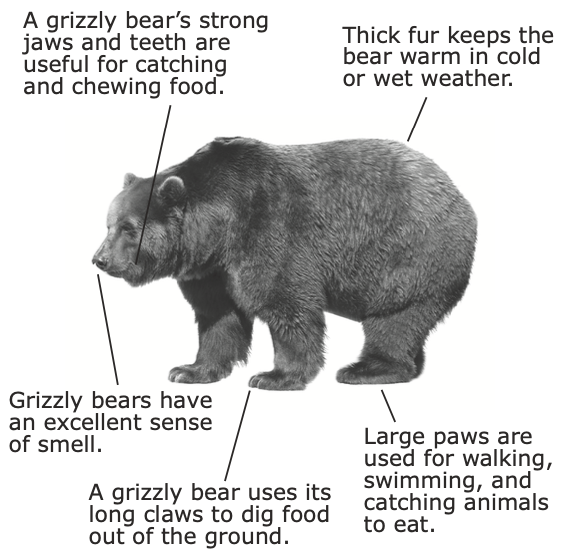 A grizzly bear’s strong
jaws and teeth are
useful for catching
and chewing food.
Thick fur keeps the
bear warm in cold
or wet weather.
Grizzly bears have
an excellent sense
of smell.
A grizzly bear uses its
long claws to dig food
out of the ground.
Large paws are
used for walking,
swimming, and
catching animals
to eat.